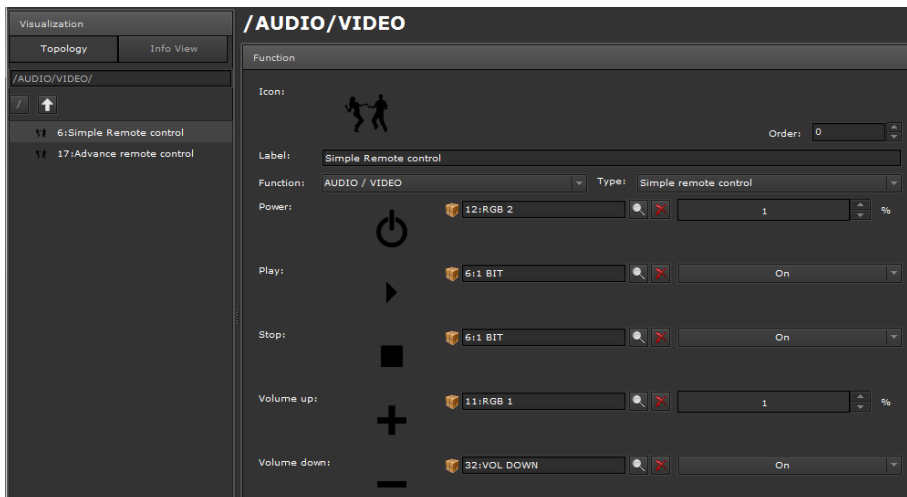 Visualization
Topology Info View
/AUDIO/VIDEO/
/
6:Simple Remote control
17:Advance remote control
/AUDIO/VIDEO
Function
Icon:
Order: 0
Label: Simple Remote control
Function: AUDIO / VIDEO Type: Simple remote control
Power: 12:RGB 2 1 %
Play: 6:1 BIT On
Stop: 6:1 BIT On
Volume up: 11:RGB 1 1 %
Volume down: 32:VOL DOWN On